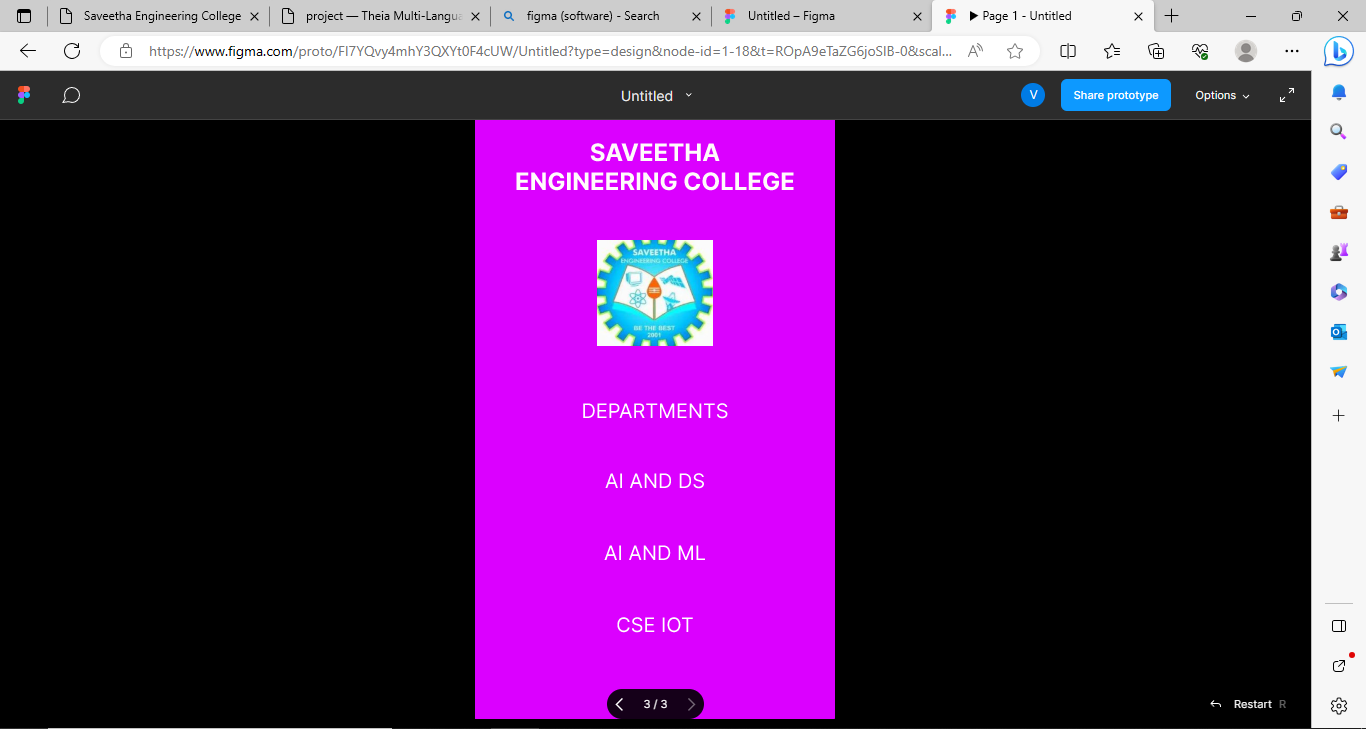 Saveetha Engineering College
project — Theia Multi-Langua
figma (software) - Search
Untitled – Figma
Page 1 - Untitled
https://www.figma.com/proto/FI7YQvy4mhY3QXYt0F4cUW/Untitled?type=design&node-id=1-18&t=ROpA9eTaZG6joSIB-0&scal...
Untitled
V
Share prototype
Options
SAVEETHA
ENGINEERING COLLEGE
SAVEETHA
ENGINEERING COLLEGE
BE THE BEST
2001
DEPARTMENTS
AI AND DS
AI AND ML
CSE IOT
3 / 3
Restart R